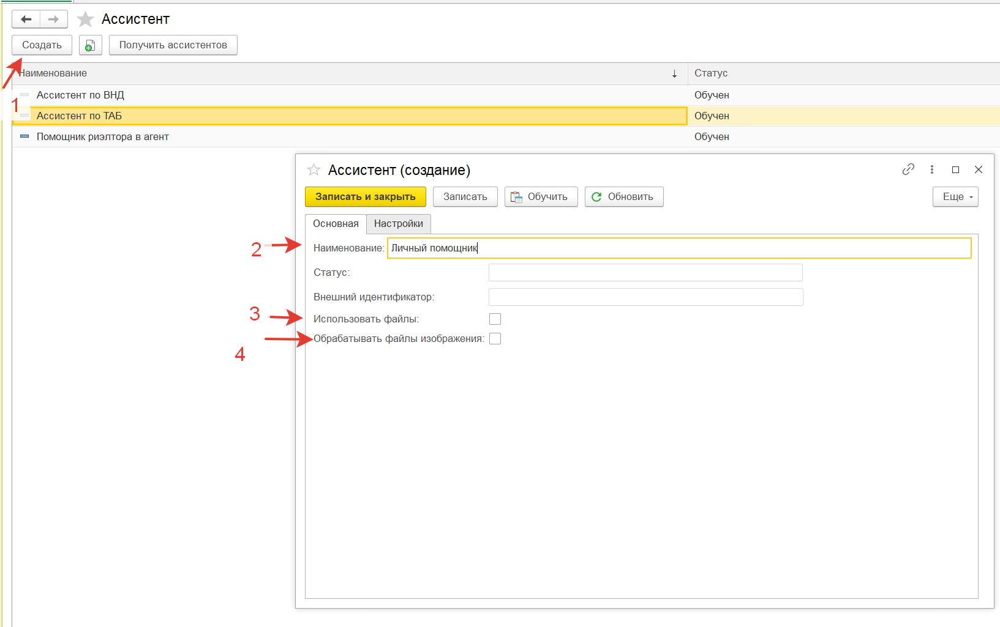 Ассистент
Создать
Получить ассистентов
Наименование
Статус
1
Ассистент по ВНД
Обучен
Ассистент по ТАБ
Обучен
Помощник риэлтора в агент
Обучен
Ассистент (создание)
Записать и закрыть
Записать
Обучить
Обновить
Еще
Основная
Настройки
2
Наименование: Личный помощник
Статус:
Внешний идентификатор:
3
Использовать файлы:
4
Обрабатывать файлы изображения: